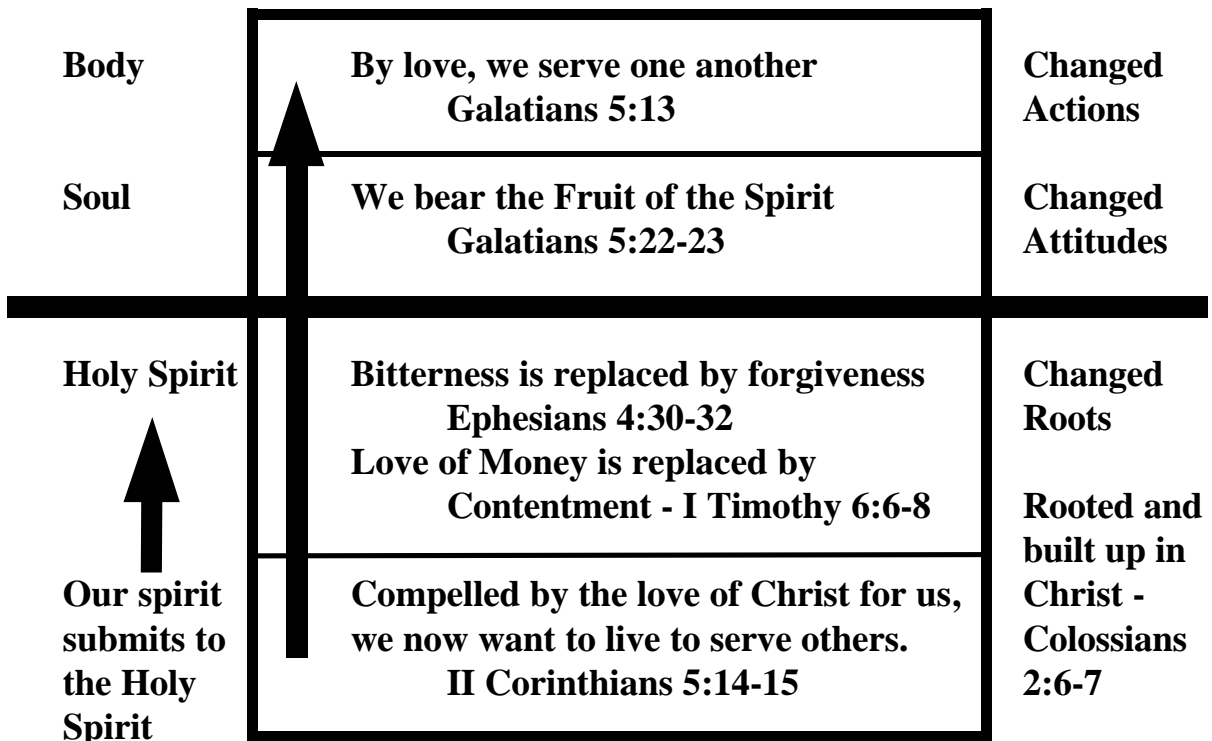 Body
By love, we serve one another
Galatians 5:13
Changed
Actions
Soul
We bear the Fruit of the Spirit
Galatians 5:22-23
Changed
Attitudes
Holy Spirit
Bitterness is replaced by forgiveness
Ephesians 4:30-32
Love of Money is replaced by
Contentment - I Timothy 6:6-8
Changed
Roots
Rooted and
built up in
Christ -
Colossians
2:6-7
Our spirit
submits to
the Holy
Spirit
Compelled by the love of Christ for us,
we now want to live to serve others.
II Corinthians 5:14-15